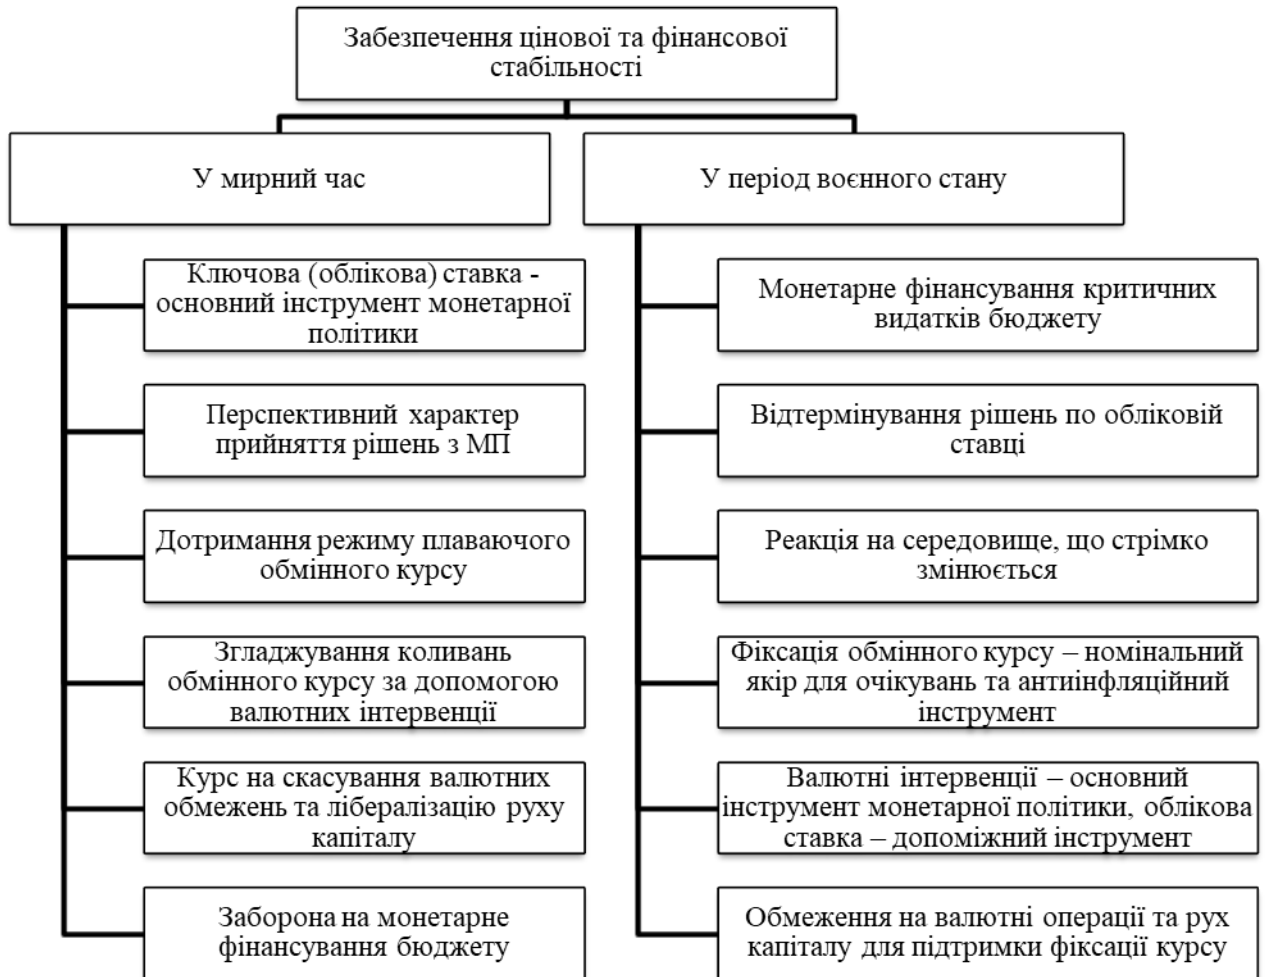 Забезпечення цінової та фінансової
стабільності
У мирний час
Ключова (облікова) ставка -
основний інструмент монетарної
політики
Перспективний характер
прийняття рішень з МП
Дотримання режиму плаваючого
обмінного курсу
Згладжування коливань
обмінного курсу за допомогою
валютних інтервенції
Курс на скасування валютних
обмежень та лібералізацію руху
капіталу
Заборона на монетарне
фінансування бюджету
У період воєнного стану
Монетарне фінансування критичних
видатків бюджету
Відтермінування рішень по обліковій
ставці
Реакція на середовище, що стрімко
змінюється
Фіксація обмінного курсу – номінальний
якір для очікувань та антиінфляційний
інструмент
Валютні інтервенції – основний
інструмент монетарної політики, облікова
ставка – допоміжний інструмент
Обмеження на валютні операції та рух
капіталу для підтримки фіксації курсу